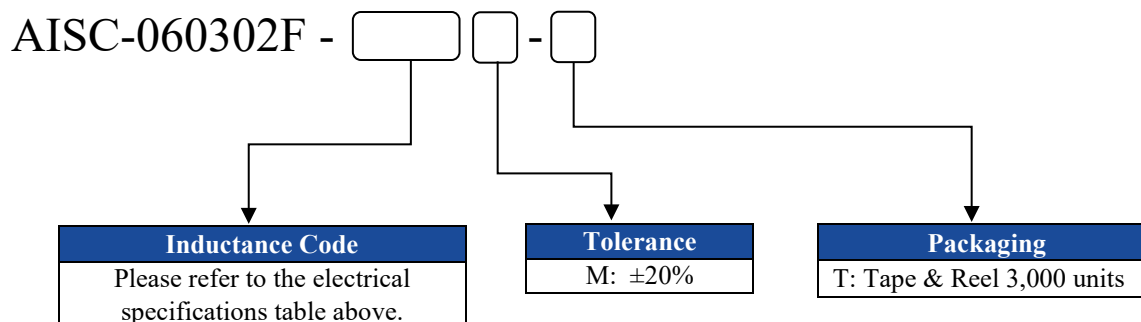 AISC-060302F - -
Inductance Code
Please refer to the electrical
specifications table above.
Tolerance
M: ±20%
Packaging
T: Tape & Reel 3,000 units